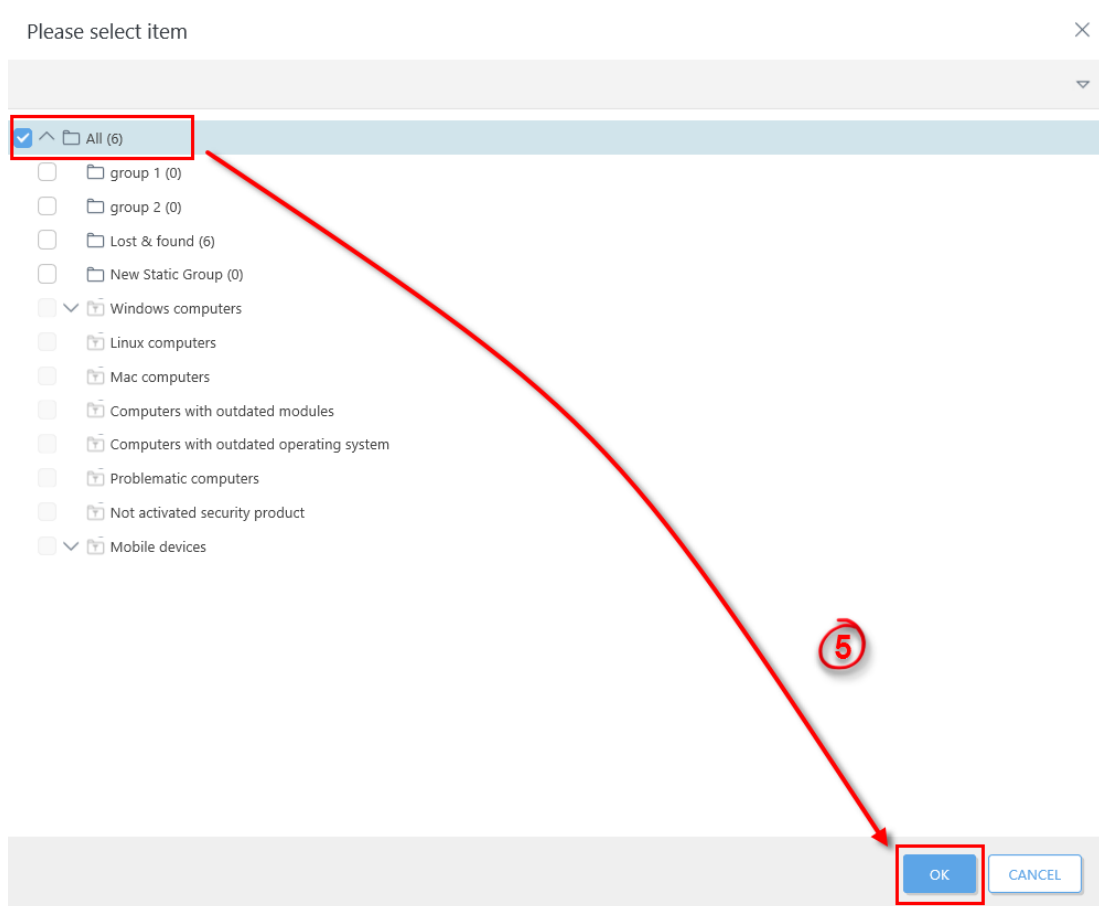 Please select item
All (6)
group 1 (0)
group 2 (0)
Lost & found (6)
New Static Group (0)
Windows computers
Linux computers
Mac computers
Computers with outdated modules
Computers with outdated operating system
Problematic computers
Not activated security product
Mobile devices
5
OK CANCEL